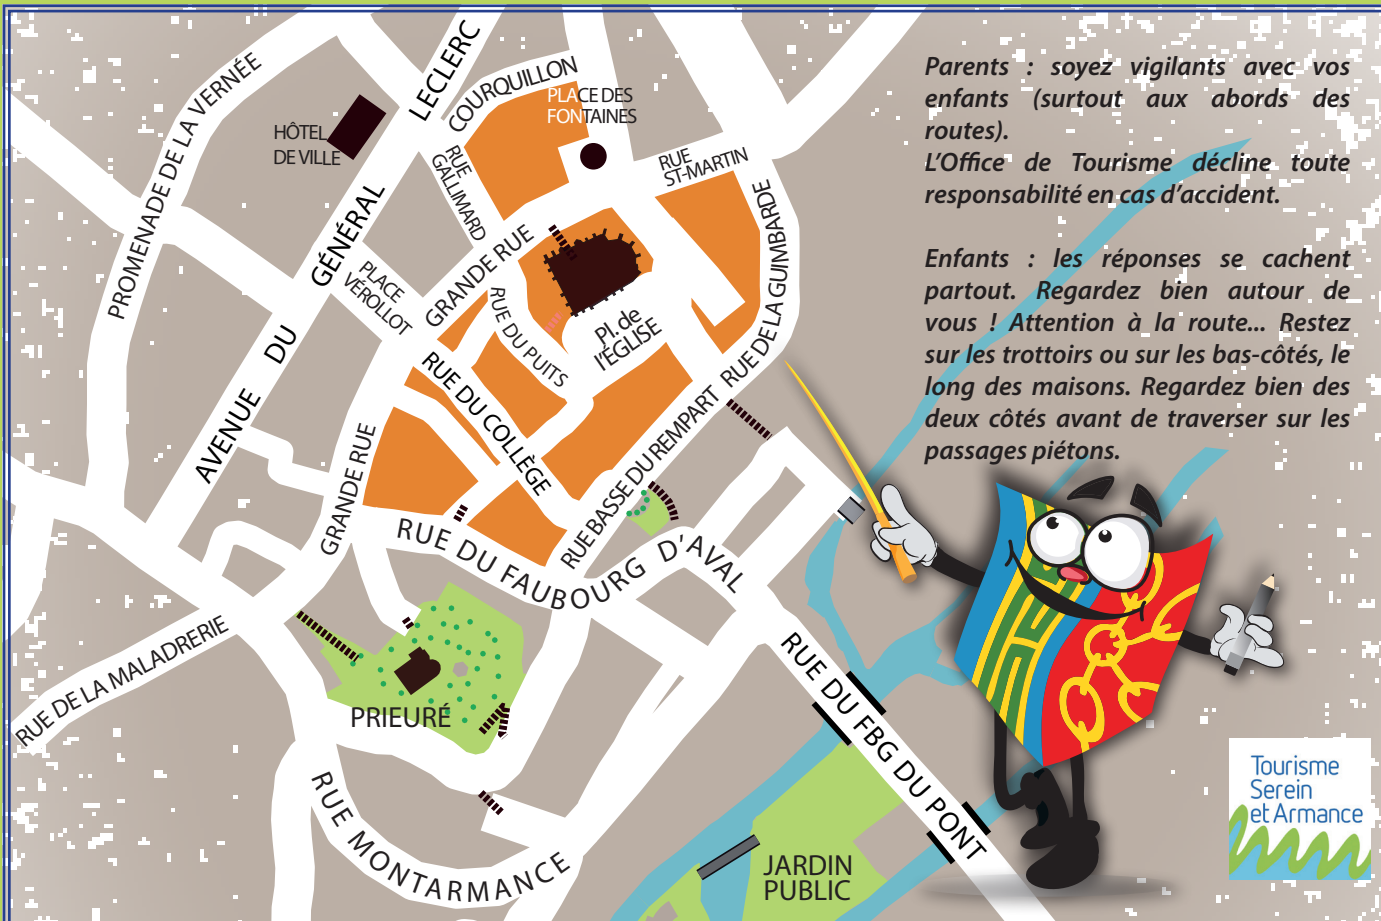 Parents : soyez vigilants avec vos
enfants (surtout aux abords des
routes).
L'Office de Tourisme décline toute
responsabilité en cas d'accident.
Enfants : les réponses se cachent
partout. Regardez bien autour de
vous ! Attention à la route... Restez
sur les trottoirs ou sur les bas-côtés, le
long des maisons. Regardez bien des
deux côtés avant de traverser sur les
passages piétons.
PROMENADE DE LA VERNÉE
HÔTEL
DE VILLE
AVENUE DU GÉNÉRAL LECLERC
COURQUILLON
PLACE DES
FONTAINES
RUE
GALLIMARD
RUE
ST-MARTIN
GRANDE RUE
PLACE
VÉROLLOT
RUE DU PUITS
Pl. de
l'ÉGLISE
RUE DE LA GUIMBARDE
RUE DU COLLÈGE
RUE BASSE DU REMPART
GRANDE RUE
RUE DU FAUBOURG D'AVAL
RUE DE LA MALADRERIE
PRIEURÉ
RUE MONTARMANCE
RUE DU FBG DU PONT
JARDIN
PUBLIC
Tourisme
Serein
et Armance